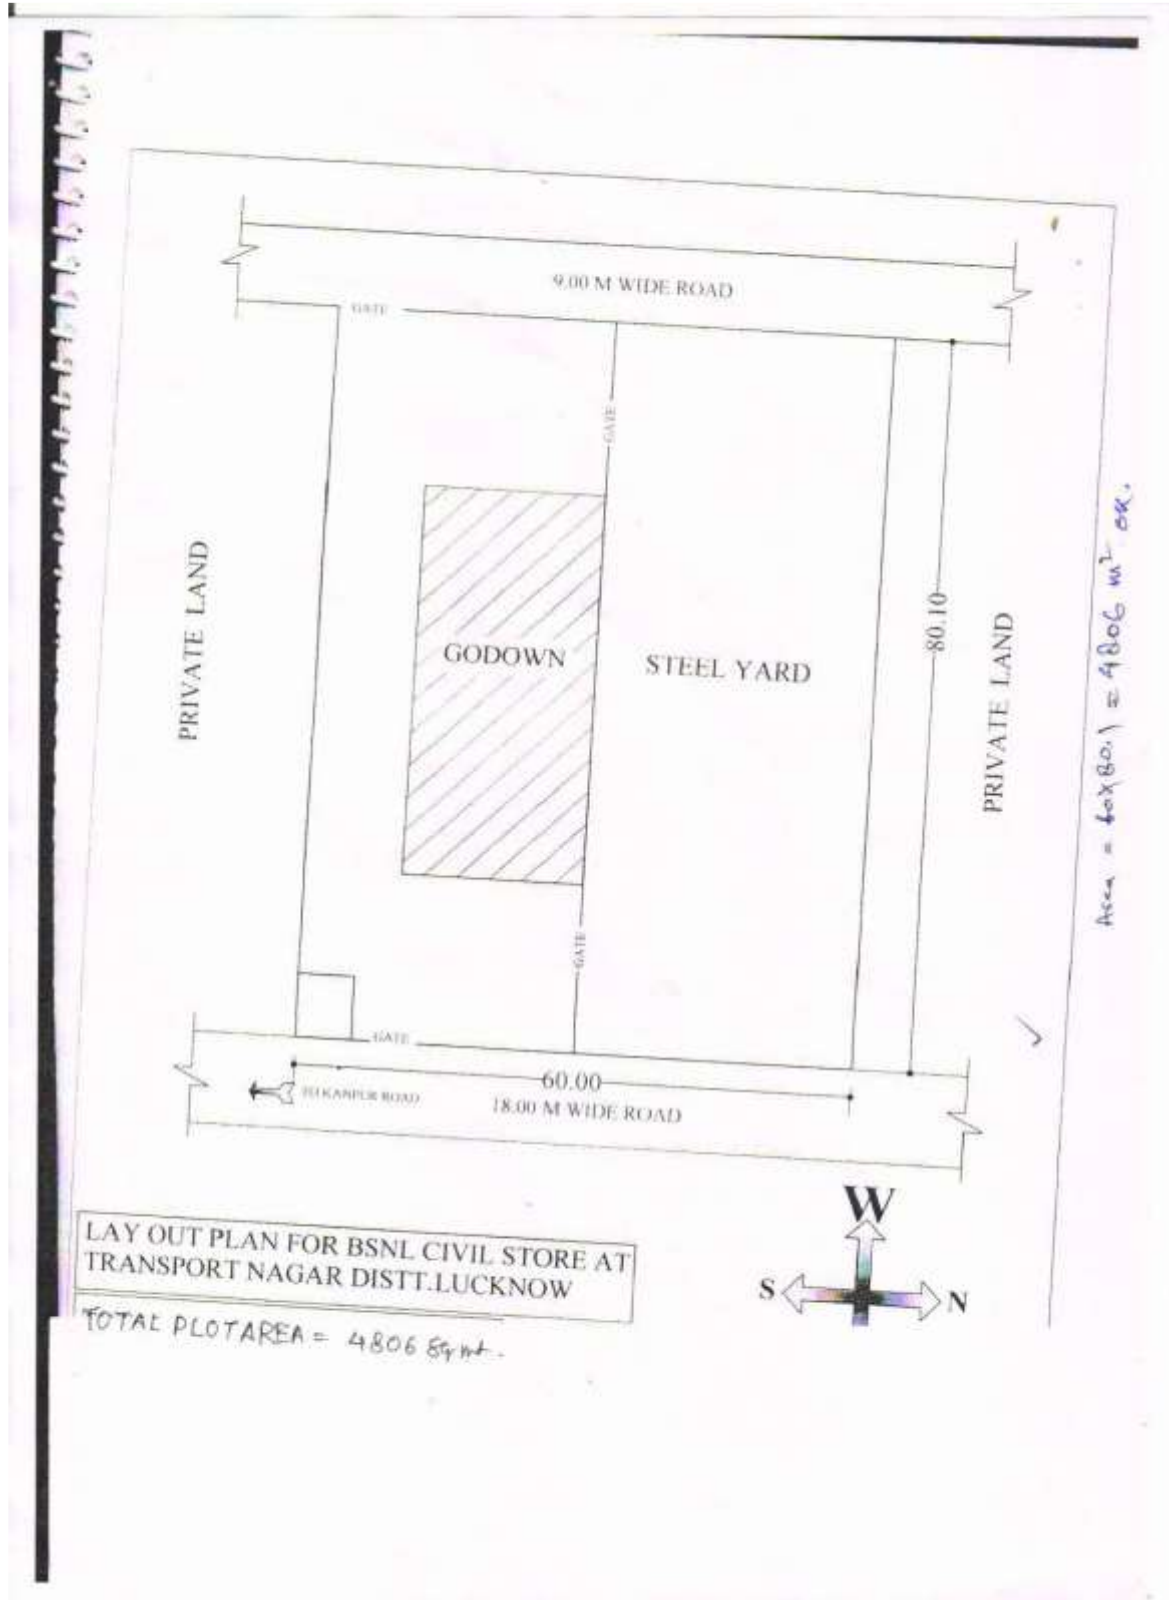 9.00 M WIDE ROAD
GATE
GATE
PRIVATE LAND
GODOWN
STEEL YARD
80.10
PRIVATE LAND
Area = 60x80.1 = 4806 m² ok.
GATE
GATE
60.00
TO KANPUR ROAD
18.00 M WIDE ROAD
LAY OUT PLAN FOR BSNL CIVIL STORE AT
TRANSPORT NAGAR DISTT.LUCKNOW
W
S
N
TOTAL PLOT AREA = 4806 Sq mt.